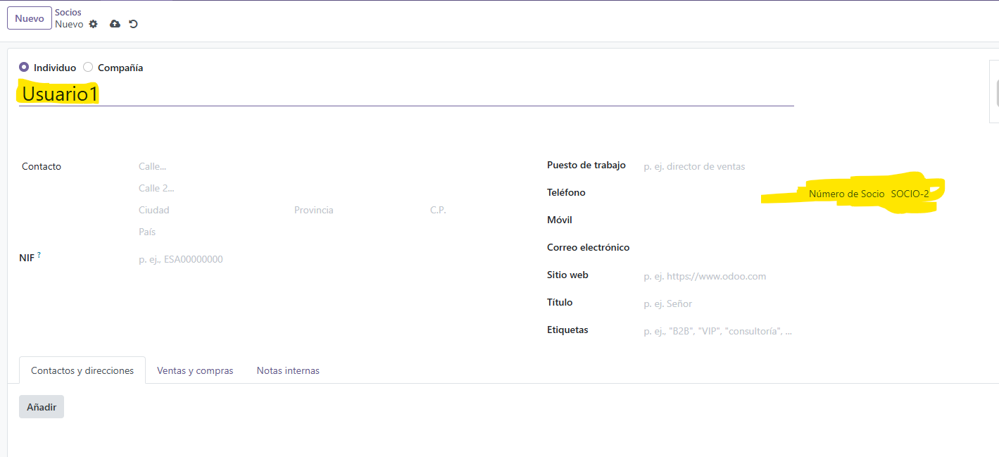 Nuevo
Socios
Nuevo
Individuo
Compañía
Usuario1
Contacto
Calle...
Calle 2...
Ciudad
Provincia
C.P.
País
NIF ?
p. ej., ESA00000000
Puesto de trabajo
p. ej. director de ventas
Teléfono
Número de Socio SOCIO-2
Móvil
Correo electrónico
Sitio web
p. ej. https://www.odoo.com
Título
p. ej. Señor
Etiquetas
p. ej., "B2B", "VIP", "consultoría", ...
Contactos y direcciones
Ventas y compras
Notas internas
Añadir